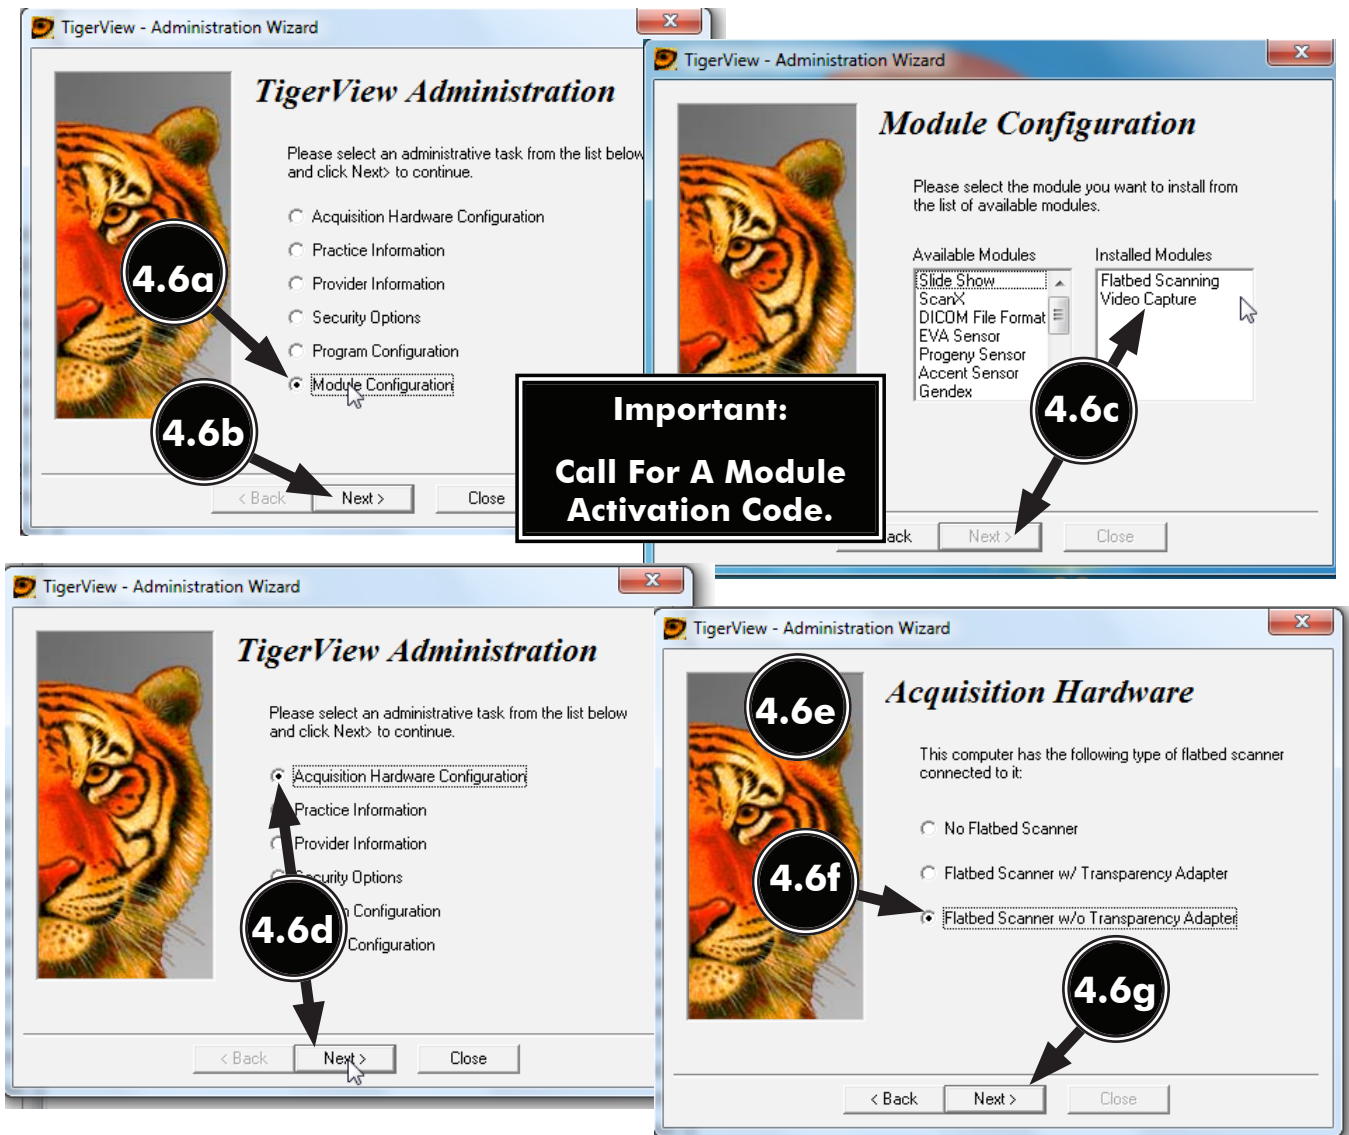 TigerView - Administration Wizard
TigerView Administration
Please select an administrative task from the list below
and click Next> to continue.
Acquisition Hardware Configuration
Practice Information
Provider Information
Security Options
Program Configuration
Module Configuration
4.6a
4.6b
< Back
Next >
Close
TigerView - Administration Wizard
Module Configuration
Please select the module you want to install from
the list of available modules.
Available Modules
Installed Modules
Slide Show
ScanX
DICOM File Format
EVA Sensor
Progeny Sensor
Accent Sensor
Gendex
Flatbed Scanning
Video Capture
4.6c
Important:
Call For A Module
Activation Code.
ack
Next >
Close
TigerView - Administration Wizard
TigerView Administration
Please select an administrative task from the list below
and click Next> to continue.
Acquisition Hardware Configuration
Practice Information
Provider Information
Security Options
Configuration
Configuration
4.6d
< Back
Next >
Close
TigerView - Administration Wizard
4.6e
Acquisition Hardware
This computer has the following type of flatbed scanner
connected to it:
No Flatbed Scanner
Flatbed Scanner w/ Transparency Adapter
4.6f
Flatbed Scanner w/o Transparency Adapter
4.6g
< Back
Next >
Close